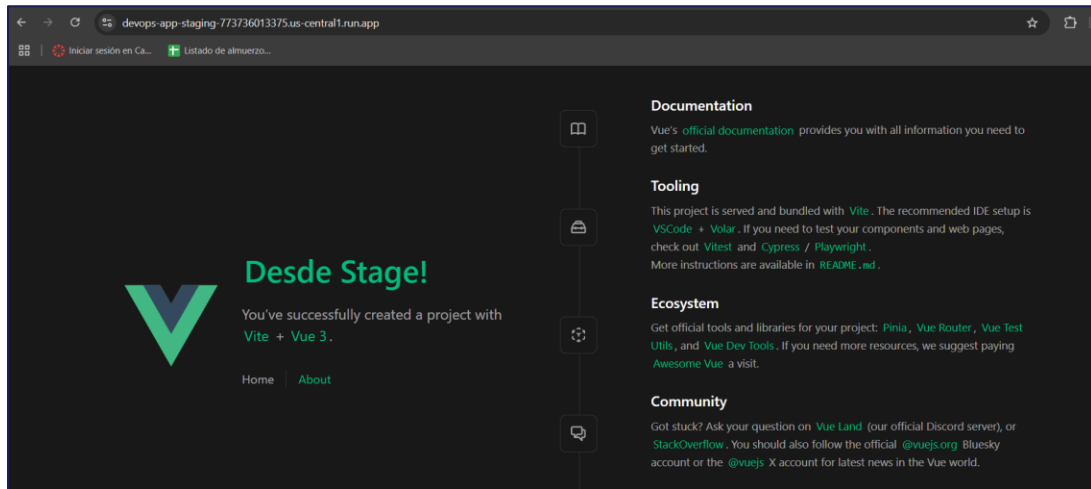 devops-app-staging-773736013375.us-central1.run.app
Iniciar sesión en Ca...
Listado de almuerzo...
Desde Stage!
You've successfully created a project with
Vite + Vue 3.
Home
About
Documentation
Vue's official documentation provides you with all information you need to
get started.
Tooling
This project is served and bundled with Vite. The recommended IDE setup is
VSCode + Volar. If you need to test your components and web pages,
check out Vitest and Cypress / Playwright.
More instructions are available in README.md.
Ecosystem
Get official tools and libraries for your project: Pinia, Vue Router, Vue Test
Utils, and Vue Dev Tools. If you need more resources, we suggest paying
Awesome Vue a visit.
Community
Got stuck? Ask your question on Vue Land (our official Discord server), or
StackOverflow. You should also follow the official @vuejs.org Bluesky
account or the @vuejs X account for latest news in the Vue world.